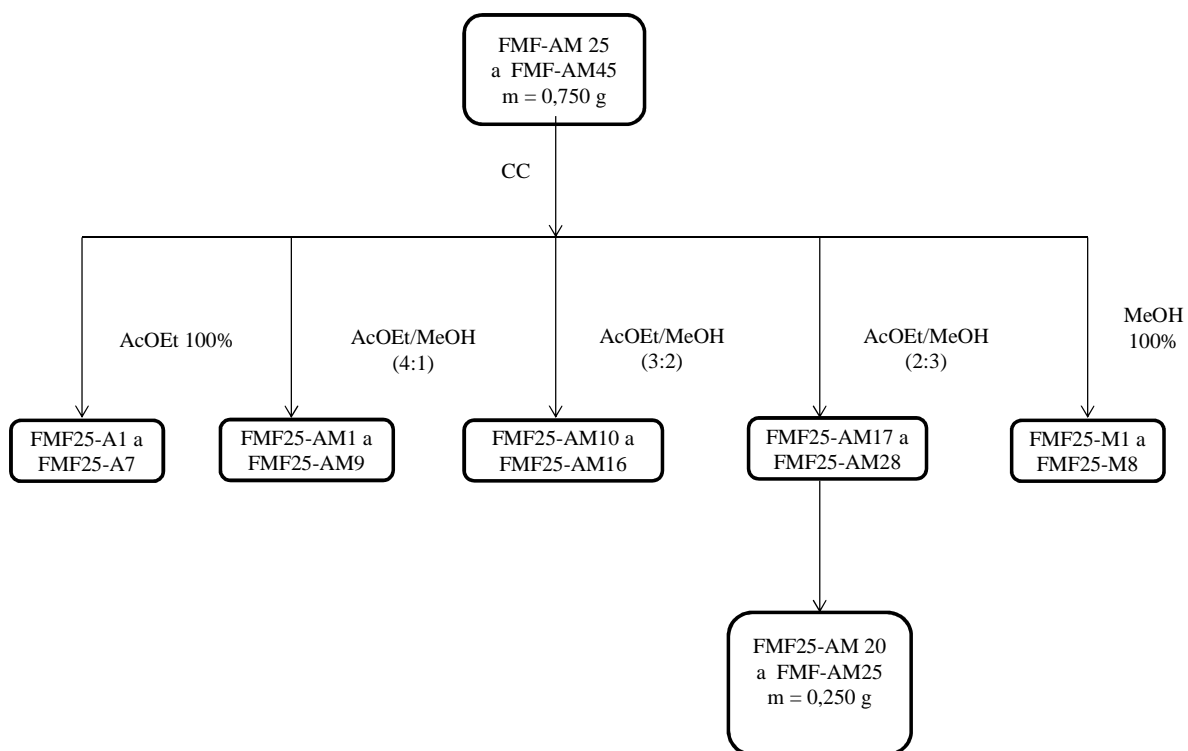 FMF-AM 25
a FMF-AM45
m = 0,750 g
CC
AcOEt 100%
AcOEt/MeOH
(4:1)
AcOEt/MeOH
(3:2)
AcOEt/MeOH
(2:3)
MeOH
100%
FMF25-A1 a
FMF25-A7
FMF25-AM1 a
FMF25-AM9
FMF25-AM10 a
FMF25-AM16
FMF25-AM17 a
FMF25-AM28
FMF25-M1 a
FMF25-M8
FMF25-AM 20
a FMF-AM25
m = 0,250 g